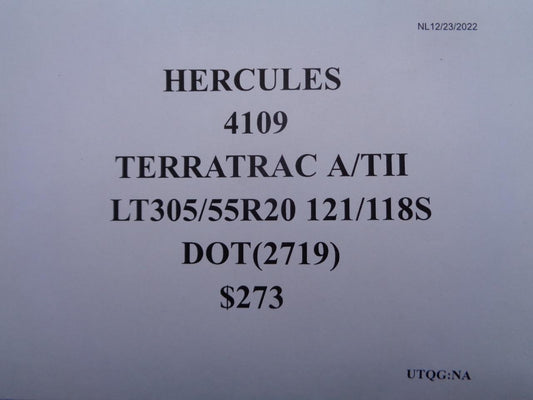 NL12/23/2022
HERCULES
4109
TERRATRAC A/TII
LT305/55R20 121/118S
DOT(2719)
$273
UTQG:NA